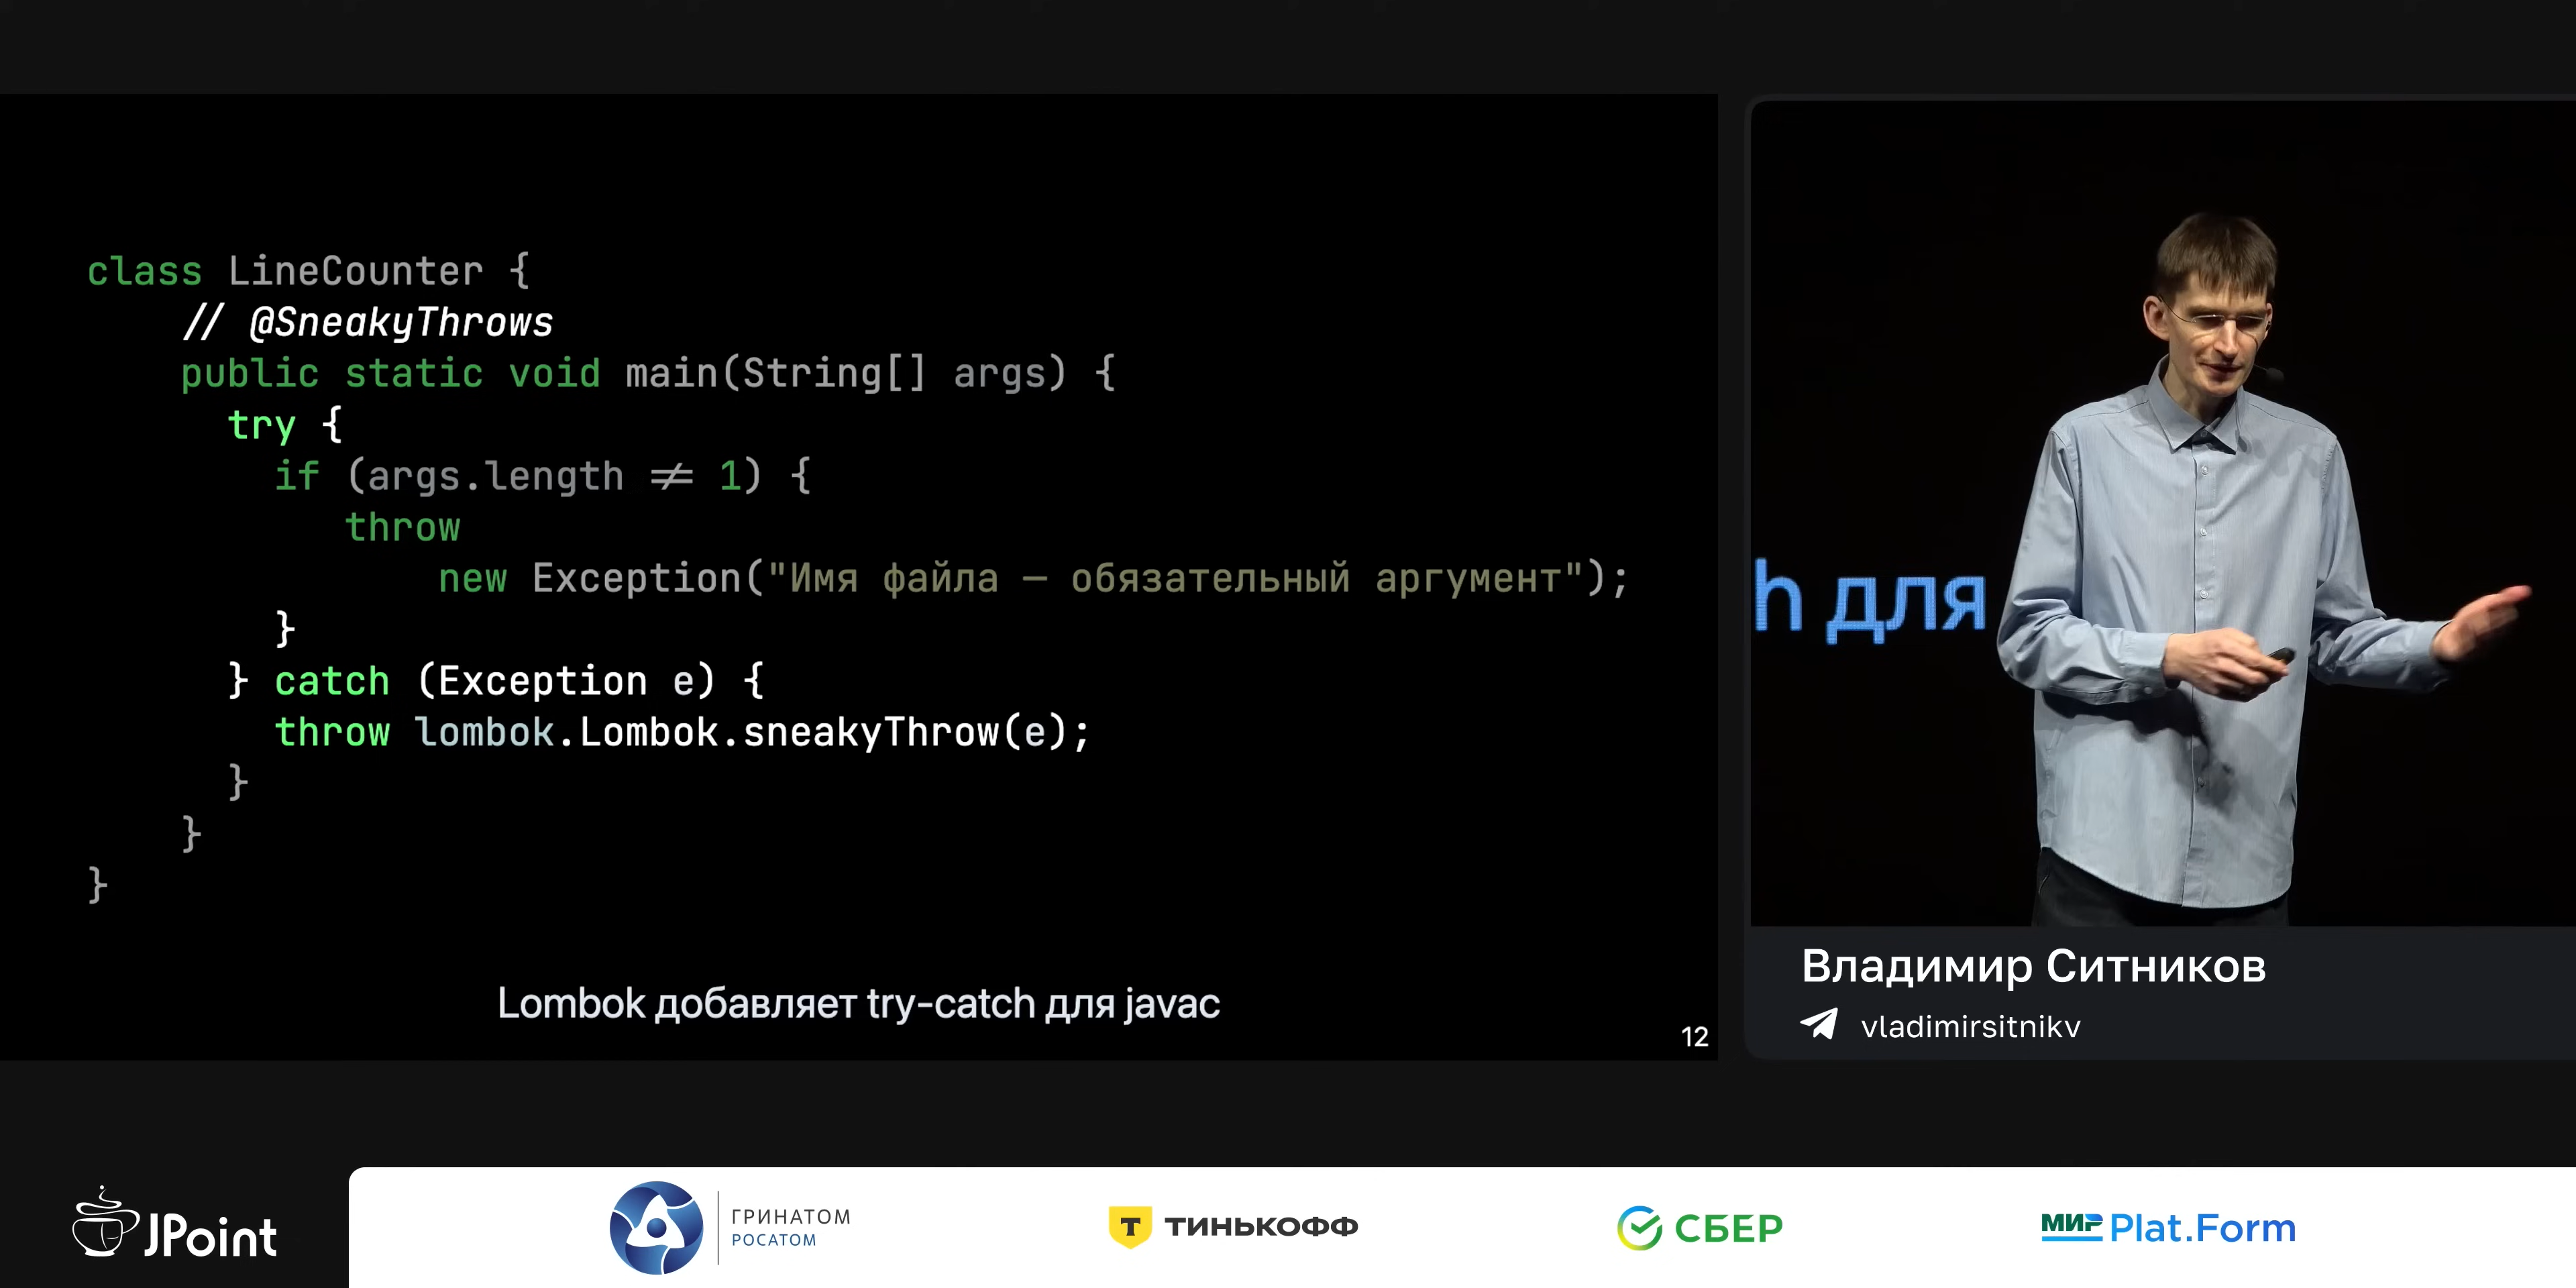 class LineCounter {
// @SneakyThrows
public static void main(String[] args) {
try {
if (args.length ≠ 1) {
throw
new Exception("Имя файла – обязательный аргумент");
}
} catch (Exception e) {
throw lombok.Lombok.sneakyThrow(e);
}
}
}
Lombok добавляет try-catch для javac
12
h для
Владимир Ситников
vladimirsitnikv
JPoint
ГРИНАТОМ
РОСАТОМ
Т ТИНЬКОФФ
СБЕР
МИР Plat.Form